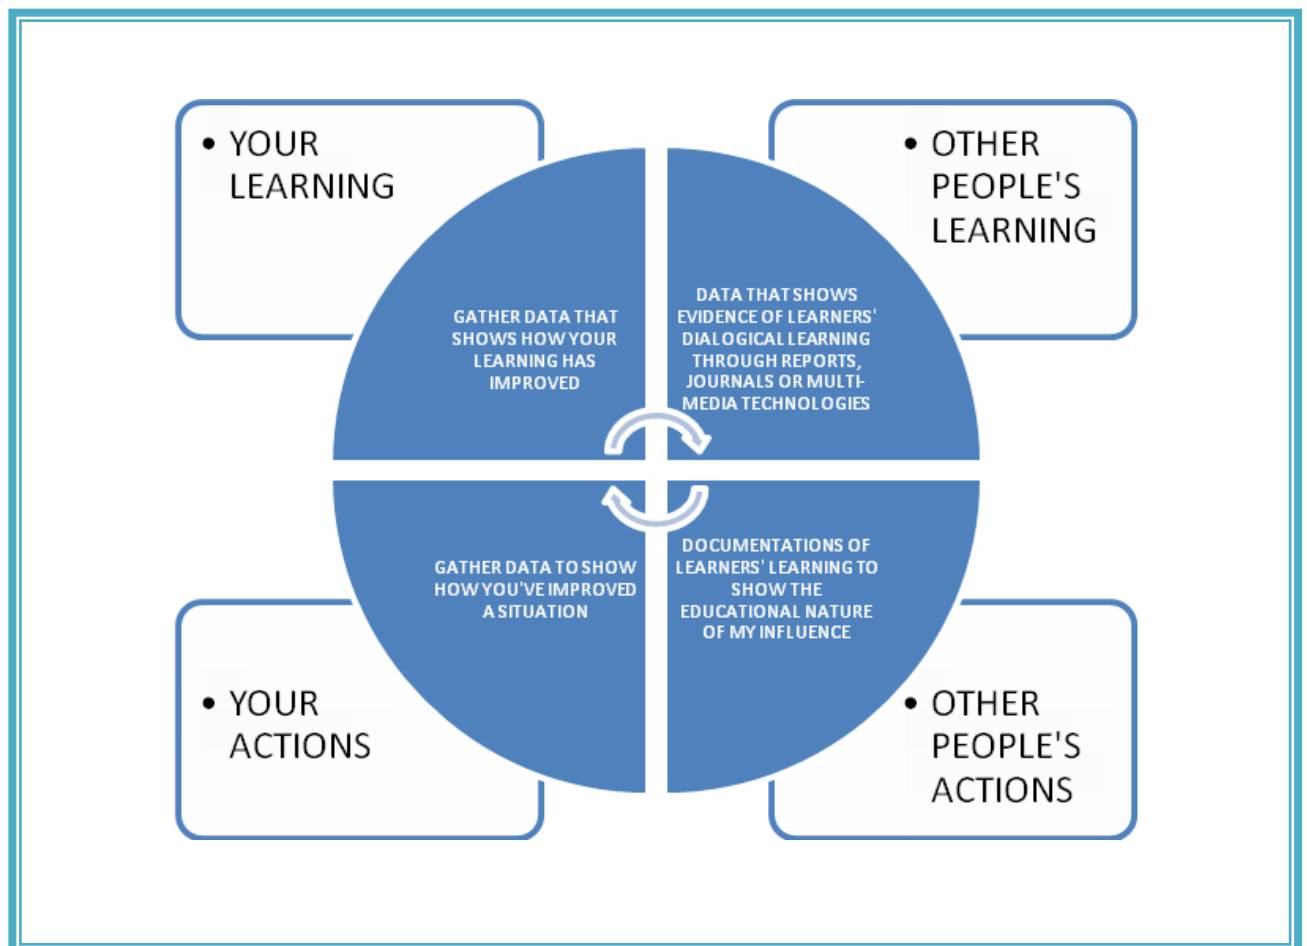 • YOUR
LEARNING
• OTHER
PEOPLE'S
LEARNING
GATHER DATA THAT
SHOWS HOW YOUR
LEARNING HAS
IMPROVED
DATA THAT SHOWS
EVIDENCE OF LEARNERS'
DIALOGICAL LEARNING
THROUGH REPORTS,
JOURNALS OR MULTI-
MEDIA TECHNOLOGIES
GATHER DATA TO SHOW
HOW YOU'VE IMPROVED
A SITUATION
DOCUMENTATIONS OF
LEARNERS' LEARNING TO
SHOW THE
EDUCATIONAL NATURE
OF MY INFLUENCE
• YOUR
ACTIONS
• OTHER
PEOPLE'S
ACTIONS